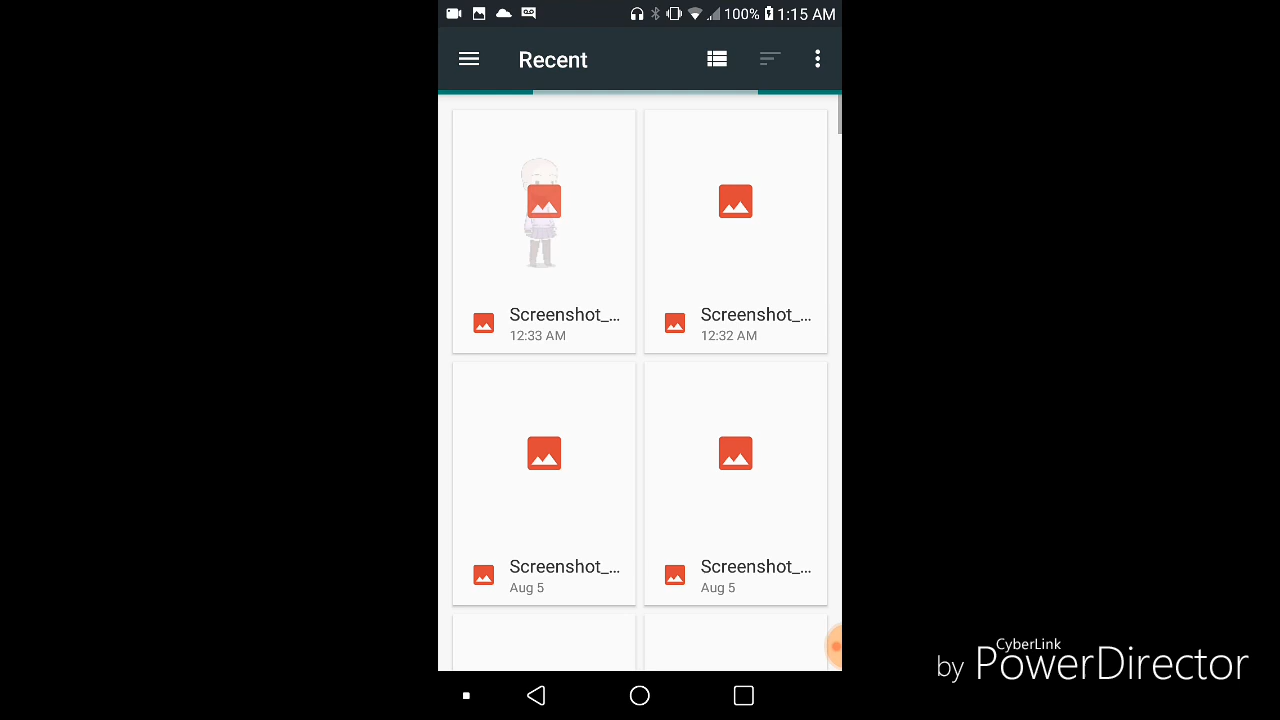 100% 1:15 AM
Recent
Screenshot_...
12:33 AM
Screenshot_...
12:32 AM
Screenshot_...
Aug 5
Screenshot_...
Aug 5
CyberLink
by PowerDirector